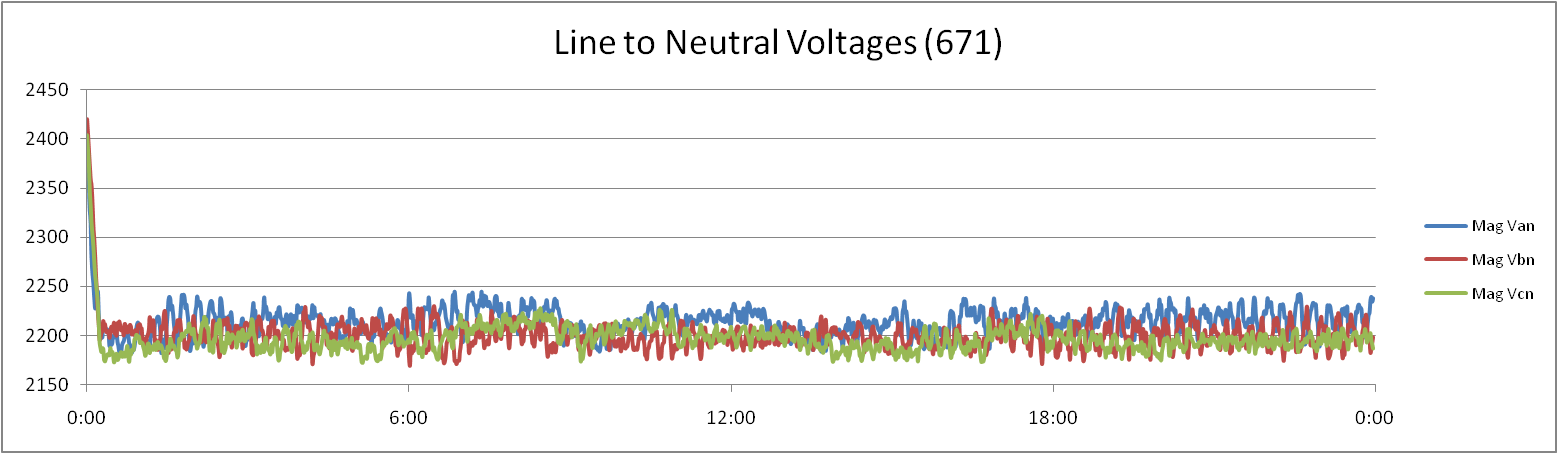 Line to Neutral Voltages (671)
2450
2400
2350
2300
2250
2200
2150
0:00 6:00 12:00 18:00 0:00
Mag Van
Mag Vbn
Mag Vcn